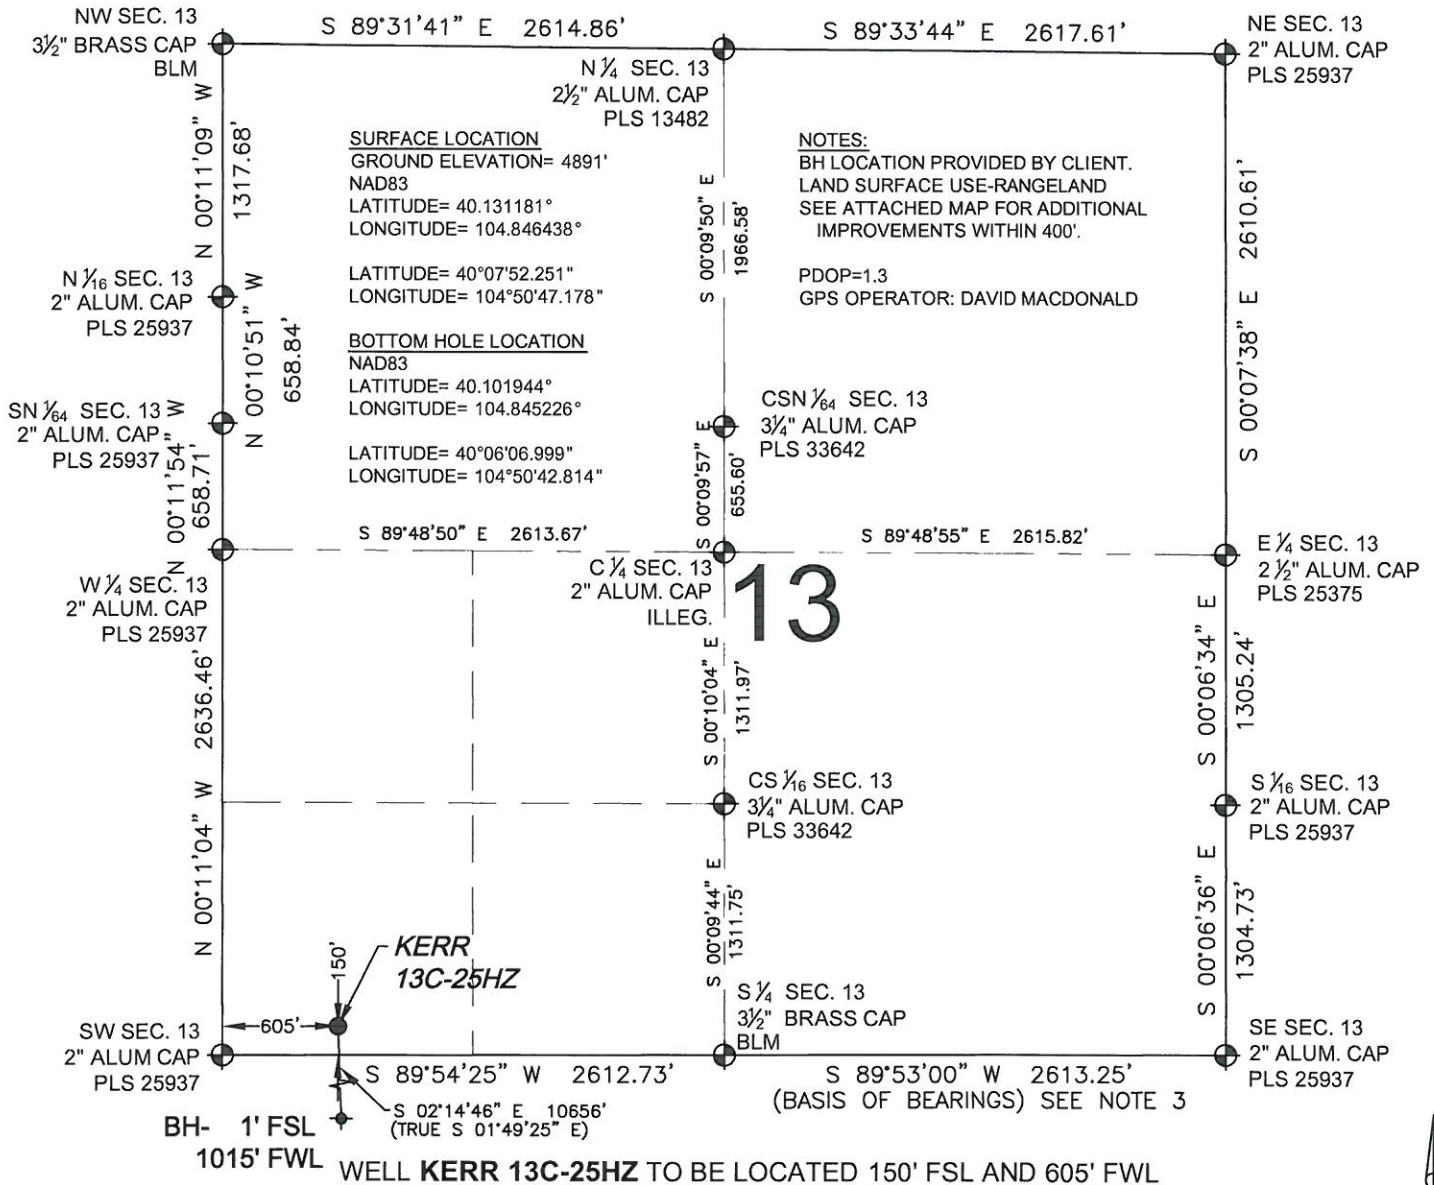 NW SEC. 13
3½" BRASS CAP
BLM
S 89°31'41" E 2614.86'
N ¼ SEC. 13
2½" ALUM. CAP
PLS 13482
S 89°33'44" E 2617.61'
NE SEC. 13
2" ALUM. CAP
PLS 25937
N 00°11'09" W
1317.68'
SURFACE LOCATION
GROUND ELEVATION= 4891'
NAD83
LATITUDE= 40.131181°
LONGITUDE= 104.846438°
LATITUDE= 40°07'52.251"
LONGITUDE= 104°50'47.178"
BOTTOM HOLE LOCATION
NAD83
LATITUDE= 40.101944°
LONGITUDE= 104.845226°
LATITUDE= 40°06'06.999"
LONGITUDE= 104°50'42.814"
S 00°09'50" E
1966.58'
NOTES:
BH LOCATION PROVIDED BY CLIENT.
LAND SURFACE USE-RANGELAND
SEE ATTACHED MAP FOR ADDITIONAL
IMPROVEMENTS WITHIN 400'.
PDOP=1.3
GPS OPERATOR: DAVID MACDONALD
S 00°07'38" E 2610.61'
N 1⁄16 SEC. 13
2" ALUM. CAP
PLS 25937
N 00°10'51" W
658.84'
SN 1⁄64 SEC. 13
2" ALUM. CAP
PLS 25937
N 00°11'54" W
658.71'
CSN 1⁄64 SEC. 13
3¼" ALUM. CAP
PLS 33642
S 00°09'57" E
655.60'
S 89°48'50" E 2613.67'
S 89°48'55" E 2615.82'
W ¼ SEC. 13
2" ALUM. CAP
PLS 25937
C ¼ SEC. 13
2" ALUM. CAP
ILLEG.
13
E ¼ SEC. 13
2 ½" ALUM. CAP
PLS 25375
N 00°11'04" W 2636.46'
S 00°10'04" E
1311.97'
S 00°06'34" E
1305.24'
CS 1⁄16 SEC. 13
3¼" ALUM. CAP
PLS 33642
S 1⁄16 SEC. 13
2" ALUM. CAP
PLS 25937
S 00°09'44" E
1311.75'
S 00°06'36" E
1304.73'
150'
KERR
13C-25HZ
605'
SW SEC. 13
2" ALUM CAP
PLS 25937
S ¼ SEC. 13
3½" BRASS CAP
BLM
SE SEC. 13
2" ALUM. CAP
PLS 25937
S 89°54'25" W 2612.73'
S 89°53'00" W 2613.25'
(BASIS OF BEARINGS) SEE NOTE 3
S 02°14'46" E 10656'
(TRUE S 01°49'25" E)
BH- 1' FSL
1015' FWL
WELL KERR 13C-25HZ TO BE LOCATED 150' FSL AND 605' FWL